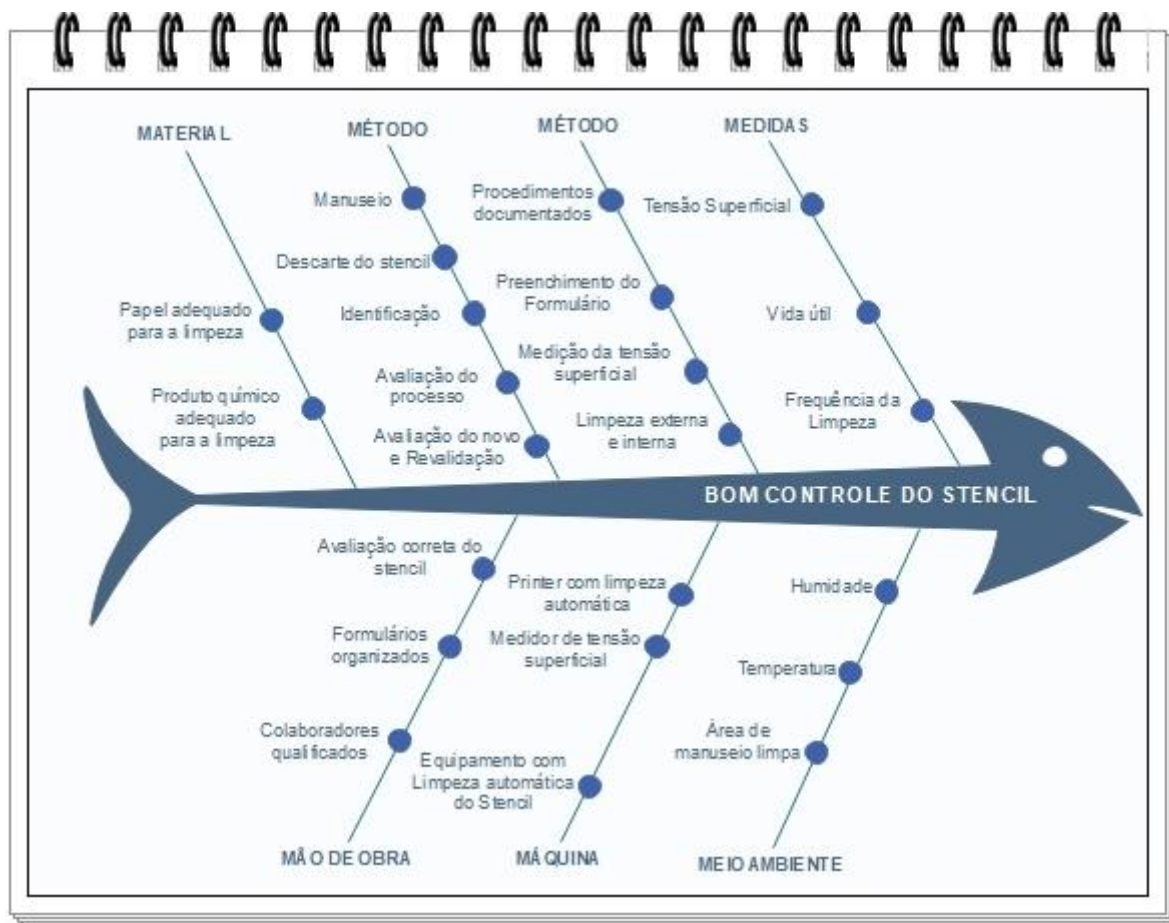 MATERIAL
Papel adequado
para a limpeza
Produto químico
adequado
para a limpeza
MÉTODO
Manuseio
Descarte do stencil
Identificação
Avaliação do
processo
Avaliação do novo
e Revalidação
MÉTODO
Procedimentos
documentados
Preenchimento do
Formulário
Medição da tensão
superficial
Limpeza externa
e interna
MEDIDAS
Tensão Superficial
Vida útil
Frequência da
Limpeza
BOM CONTROLE DO STENCIL
Avaliação correta do
stencil
Formulários
organizados
Colaboradores
qualificados
MÃO DE OBRA
Printer com limpeza
automática
Medidor de tensão
superficial
Equipamento com
Limpeza automática
do Stencil
MÁQUINA
Humidade
Temperatura
Área de
manuseio limpa
MEIO AMBIENTE